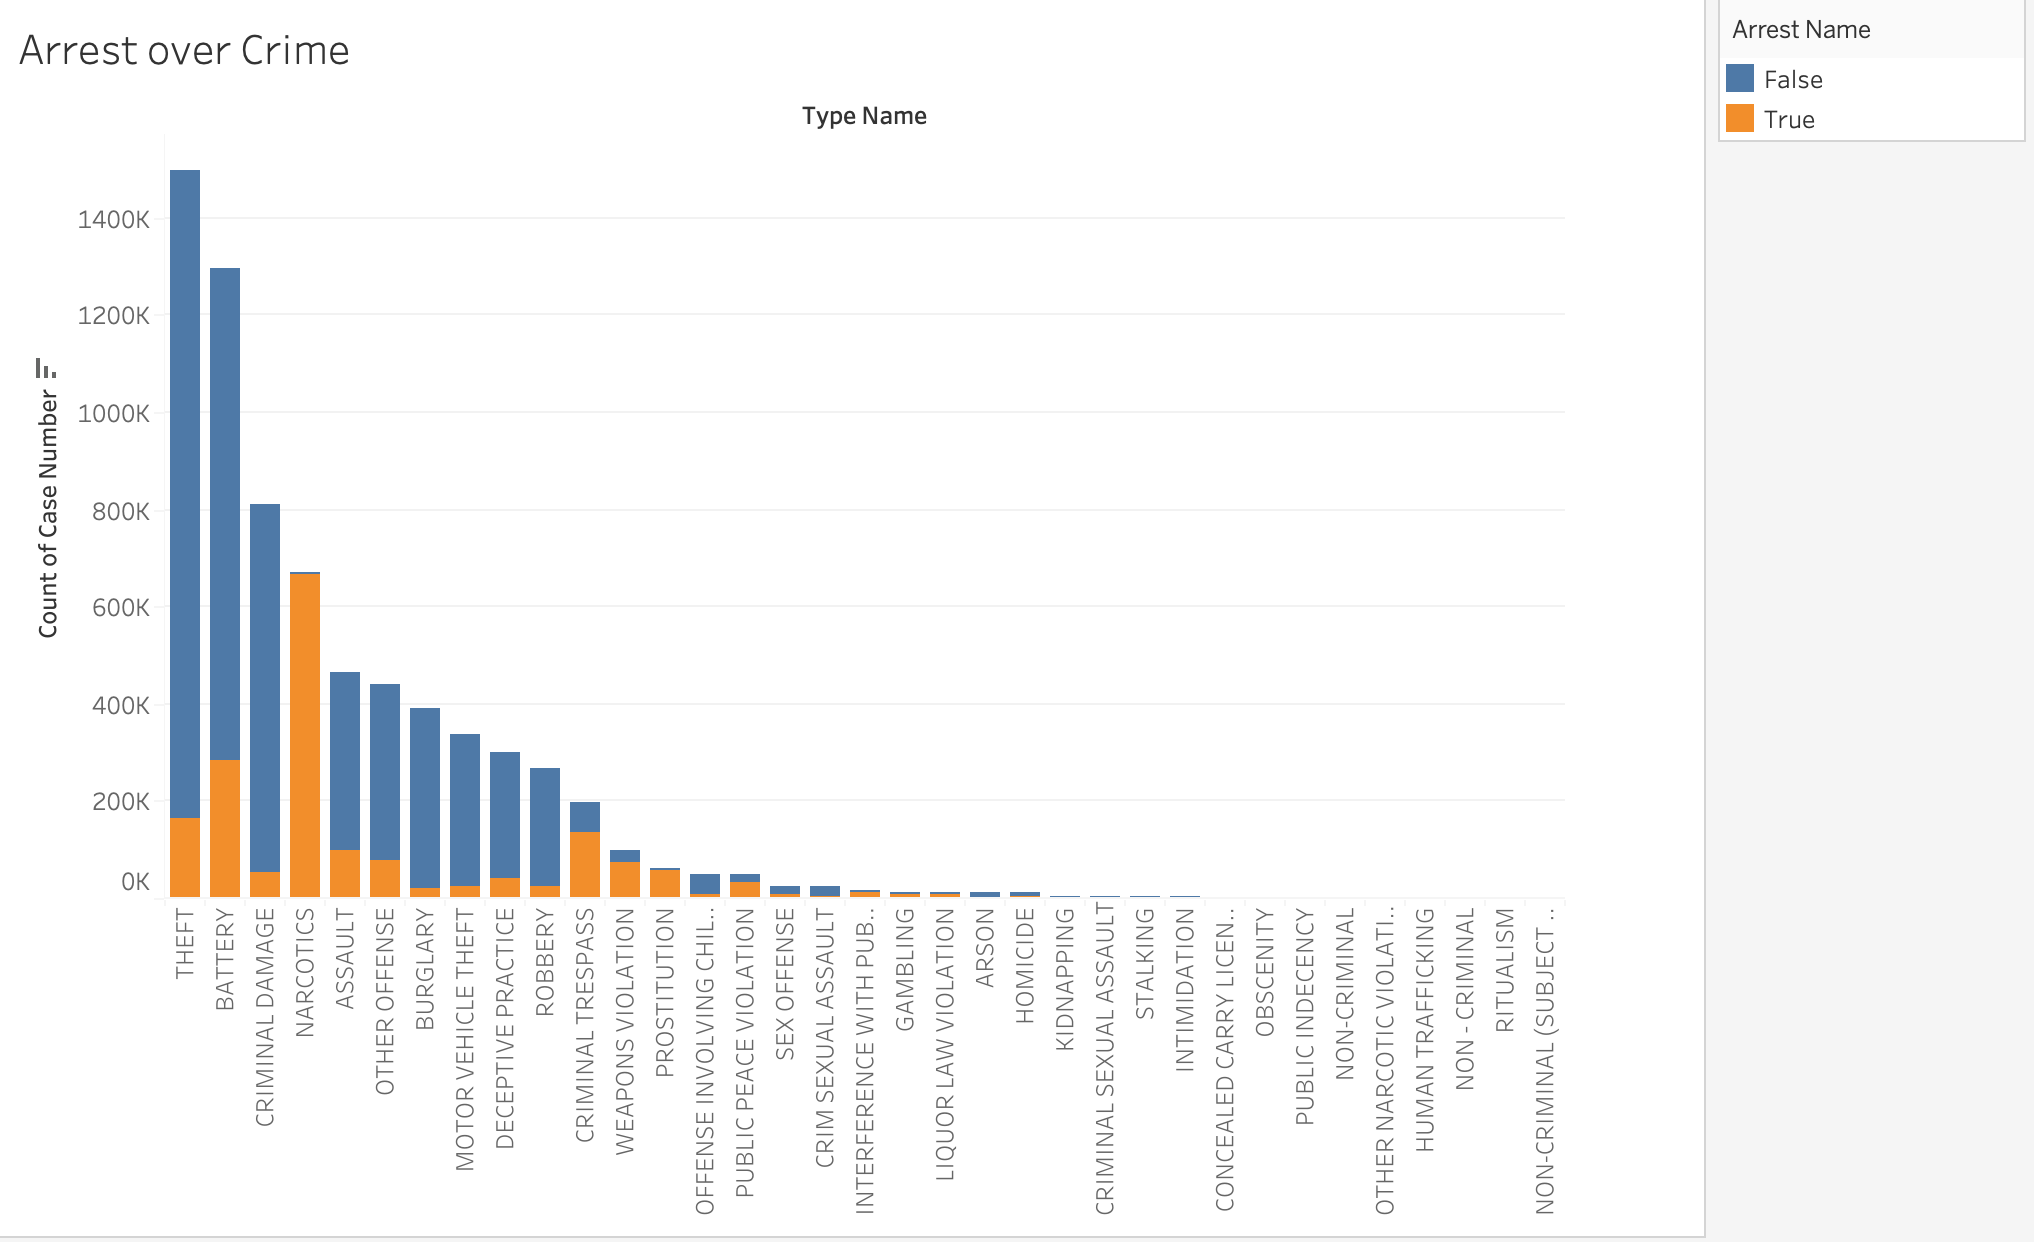 Arrest over Crime
Arrest Name
False
True
Type Name
Count of Case Number
1400K
1200K
1000K
800K
600K
400K
200K
0K
THEFT
BATTERY
CRIMINAL DAMAGE
NARCOTICS
ASSAULT
OTHER OFFENSE
BURGLARY
MOTOR VEHICLE THEFT
DECEPTIVE PRACTICE
ROBBERY
CRIMINAL TRESPASS
WEAPONS VIOLATION
PROSTITUTION
OFFENSE INVOLVING CHIL..
PUBLIC PEACE VIOLATION
SEX OFFENSE
CRIM SEXUAL ASSAULT
INTERFERENCE WITH PUB..
GAMBLING
LIQUOR LAW VIOLATION
ARSON
HOMICIDE
KIDNAPPING
CRIMINAL SEXUAL ASSAULT
STALKING
INTIMIDATION
CONCEALED CARRY LICEN..
OBSCENITY
PUBLIC INDECENCY
NON-CRIMINAL
OTHER NARCOTIC VIOLATI..
HUMAN TRAFFICKING
NON - CRIMINAL
RITUALISM
NON-CRIMINAL (SUBJECT ..